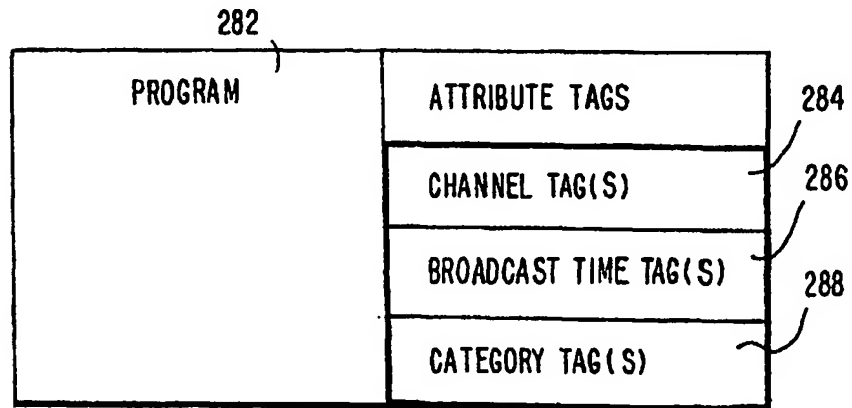 282
PROGRAM
ATTRIBUTE TAGS
284
CHANNEL TAG(S)
286
BROADCAST TIME TAG(S)
288
CATEGORY TAG(S)